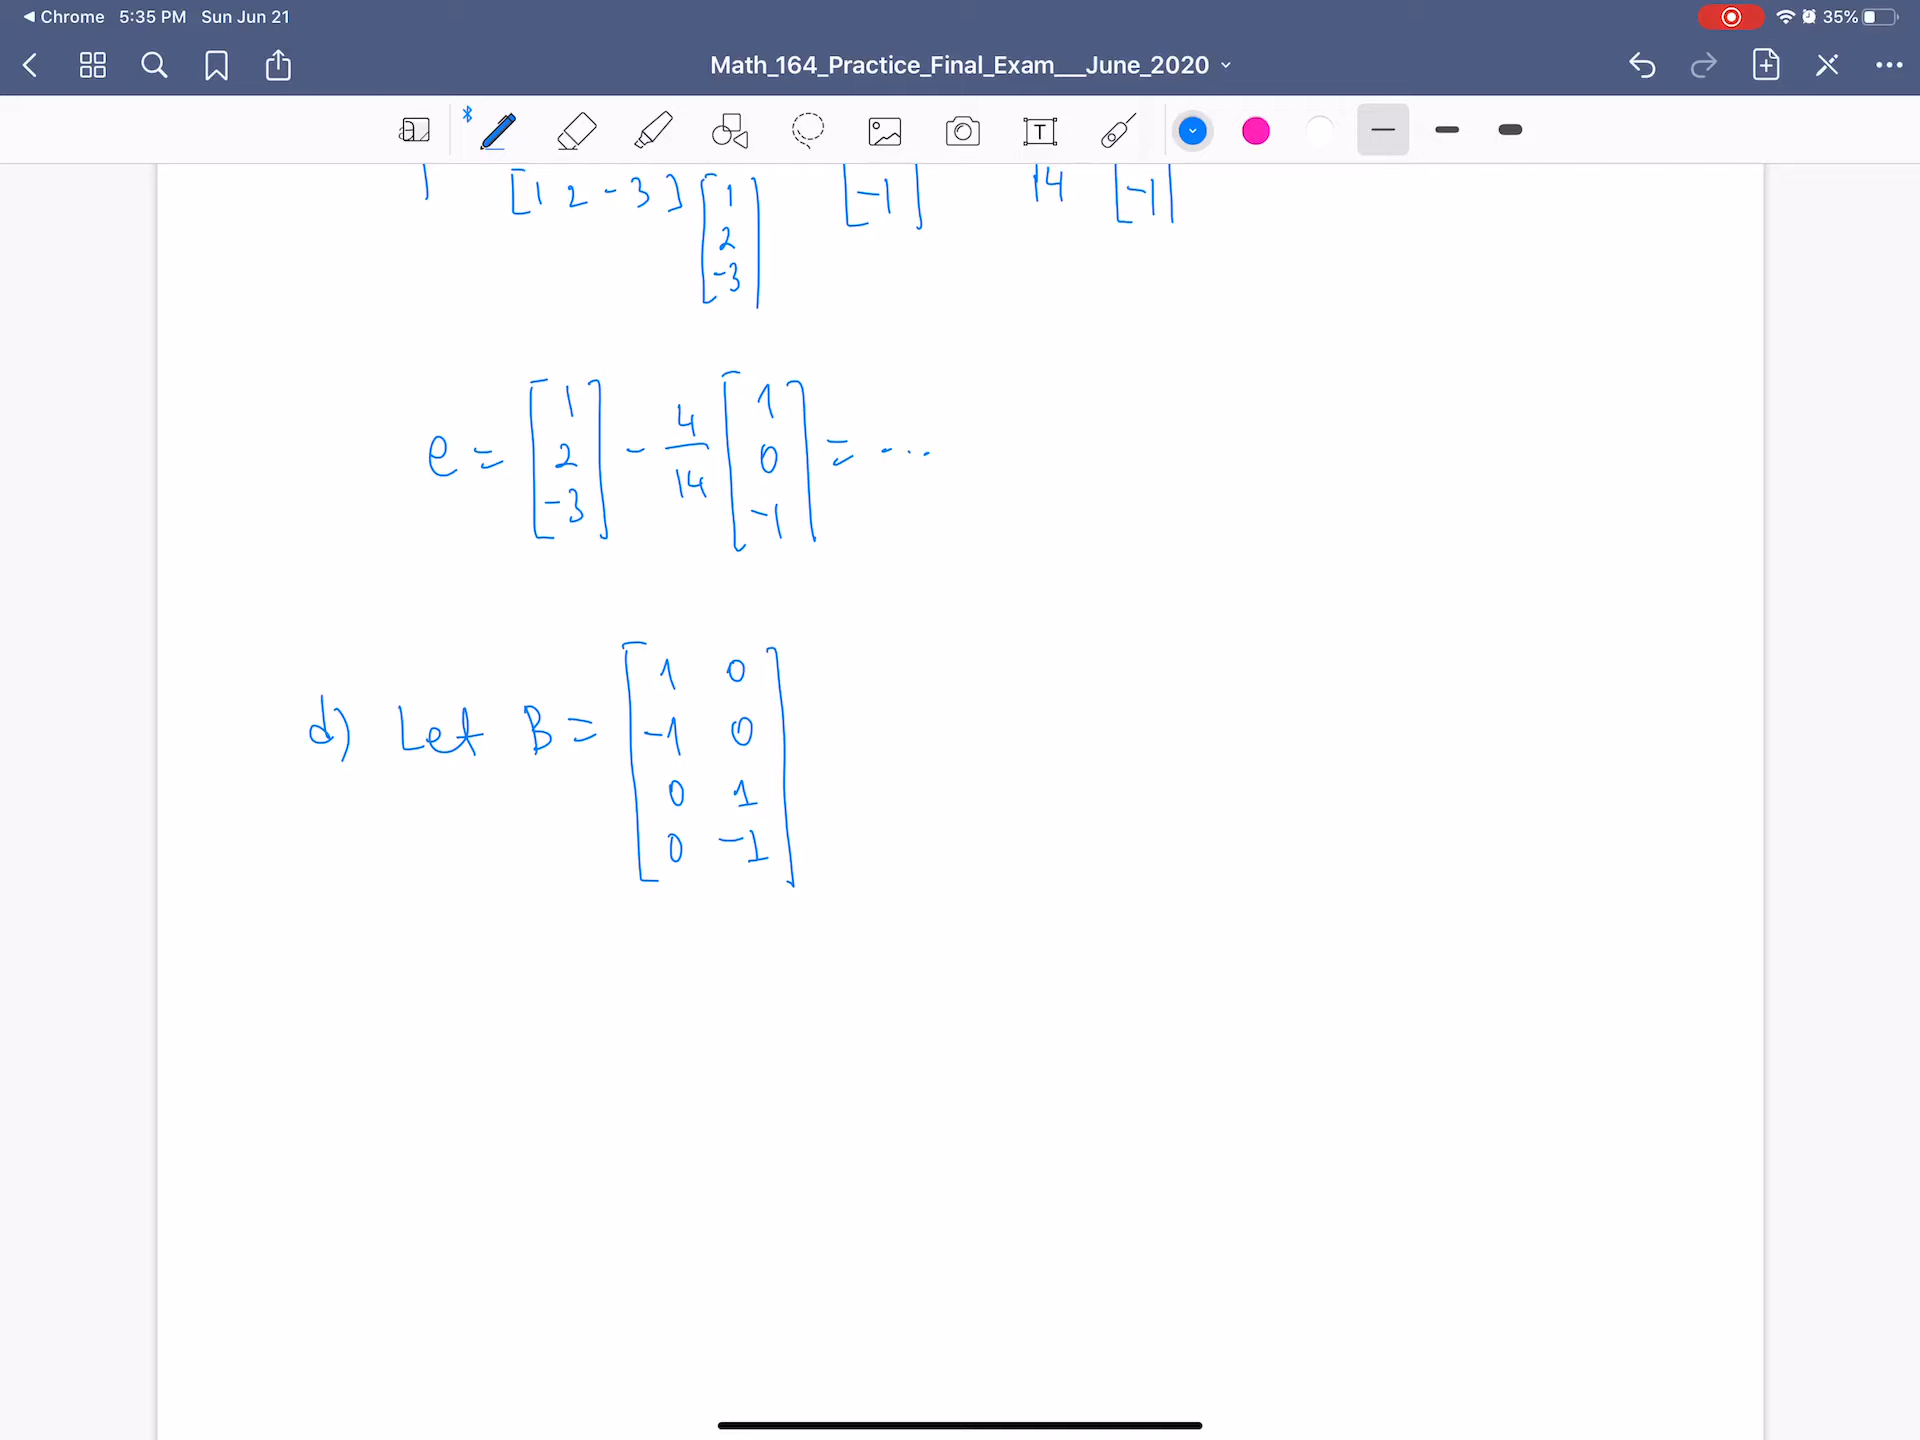 Chrome 5:35 PM Sun Jun 21 35%
Math_164_Practice_Final_Exam___June_2020
T
[1 2 -3] [1 [-1] 14 [-1]
2
-3]
e = [1 2 -3] - 4/14 [1 0 -1] = ...
d) Let B = [1 0
-1 0
0 1
0 -1]